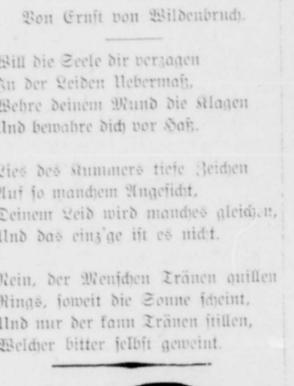 Von Ernst von Wildenbruch.
Will die Seele dir verzagen
In der Leiden Uebermaß,
Wehre deinem Mund die Klagen
Und bewahre dich vor Haß.
Lies des Kummers tiefe Zeichen
Auf so manchem Angesicht,
Deinem Leid wird manches gleichen,
Und das einz'ge ist es nicht.
Nein, der Menschen Tränen quillen
Rings, soweit die Sonne scheint,
Und nur der kann Tränen stillen,
Welcher bitter selbst geweint.